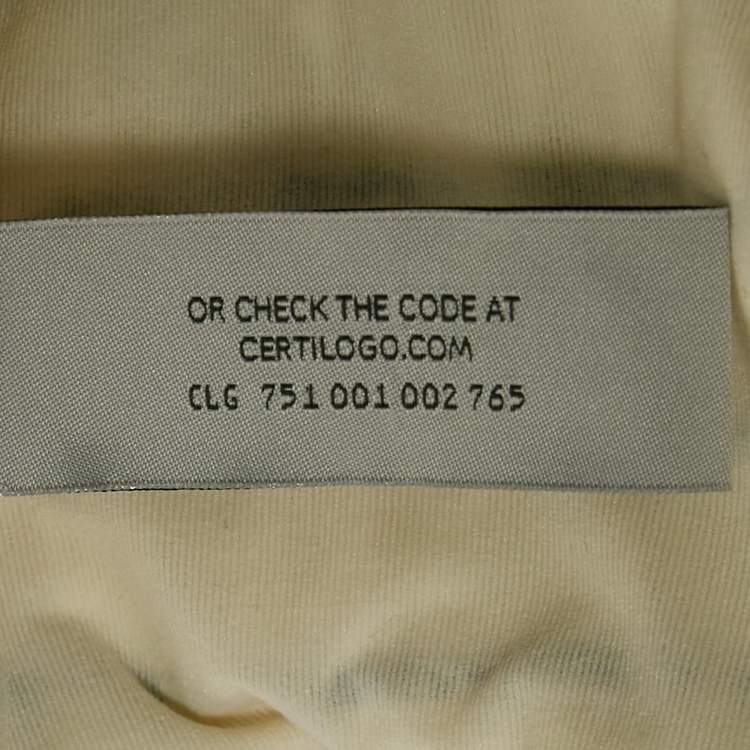 OR CHECK THE CODE AT
CERTILOGO.COM
CLG 751 001 002 765